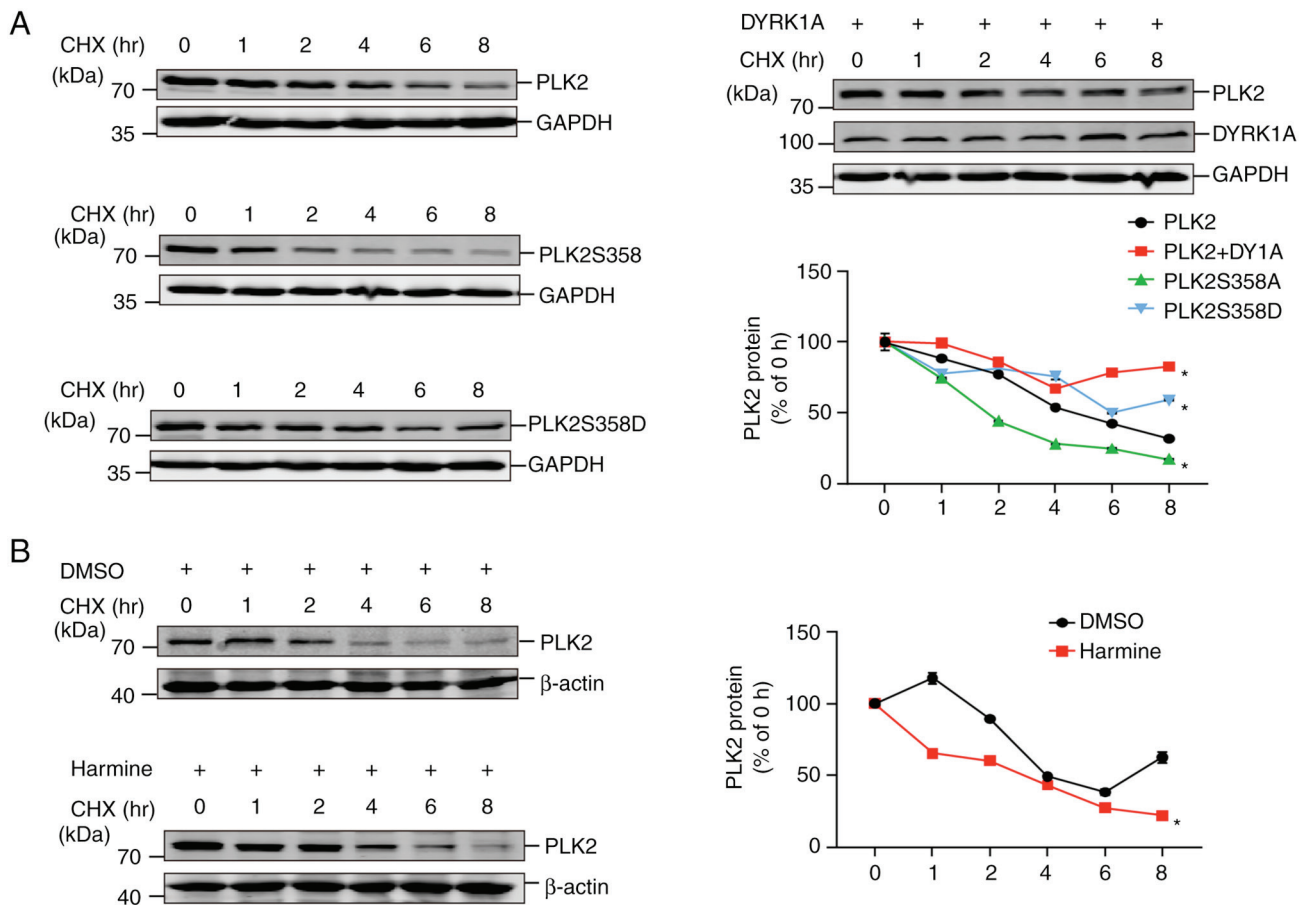 A
CHX (hr) 0 1 2 4 6 8
(kDa)
70
PLK2
35
GAPDH
CHX (hr) 0 1 2 4 6 8
(kDa)
70
PLK2S358
35
GAPDH
CHX (hr) 0 1 2 4 6 8
(kDa)
70
PLK2S358D
35
GAPDH
DYRK1A + + + + + +
CHX (hr) 0 1 2 4 6 8
(kDa)
70
PLK2
100
DYRK1A
35
GAPDH
PLK2
PLK2+DY1A
PLK2S358A
PLK2S358D
PLK2 protein
(% of 0 h)
150
100
50
0
*
*
*
0 1 2 4 6 8
B
DMSO + + + + + +
CHX (hr) 0 1 2 4 6 8
(kDa)
70
PLK2
40
β-actin
Harmine + + + + + +
CHX (hr) 0 1 2 4 6 8
(kDa)
70
PLK2
40
β-actin
DMSO
Harmine
PLK2 protein
(% of 0 h)
150
100
50
0
*
0 1 2 4 6 8